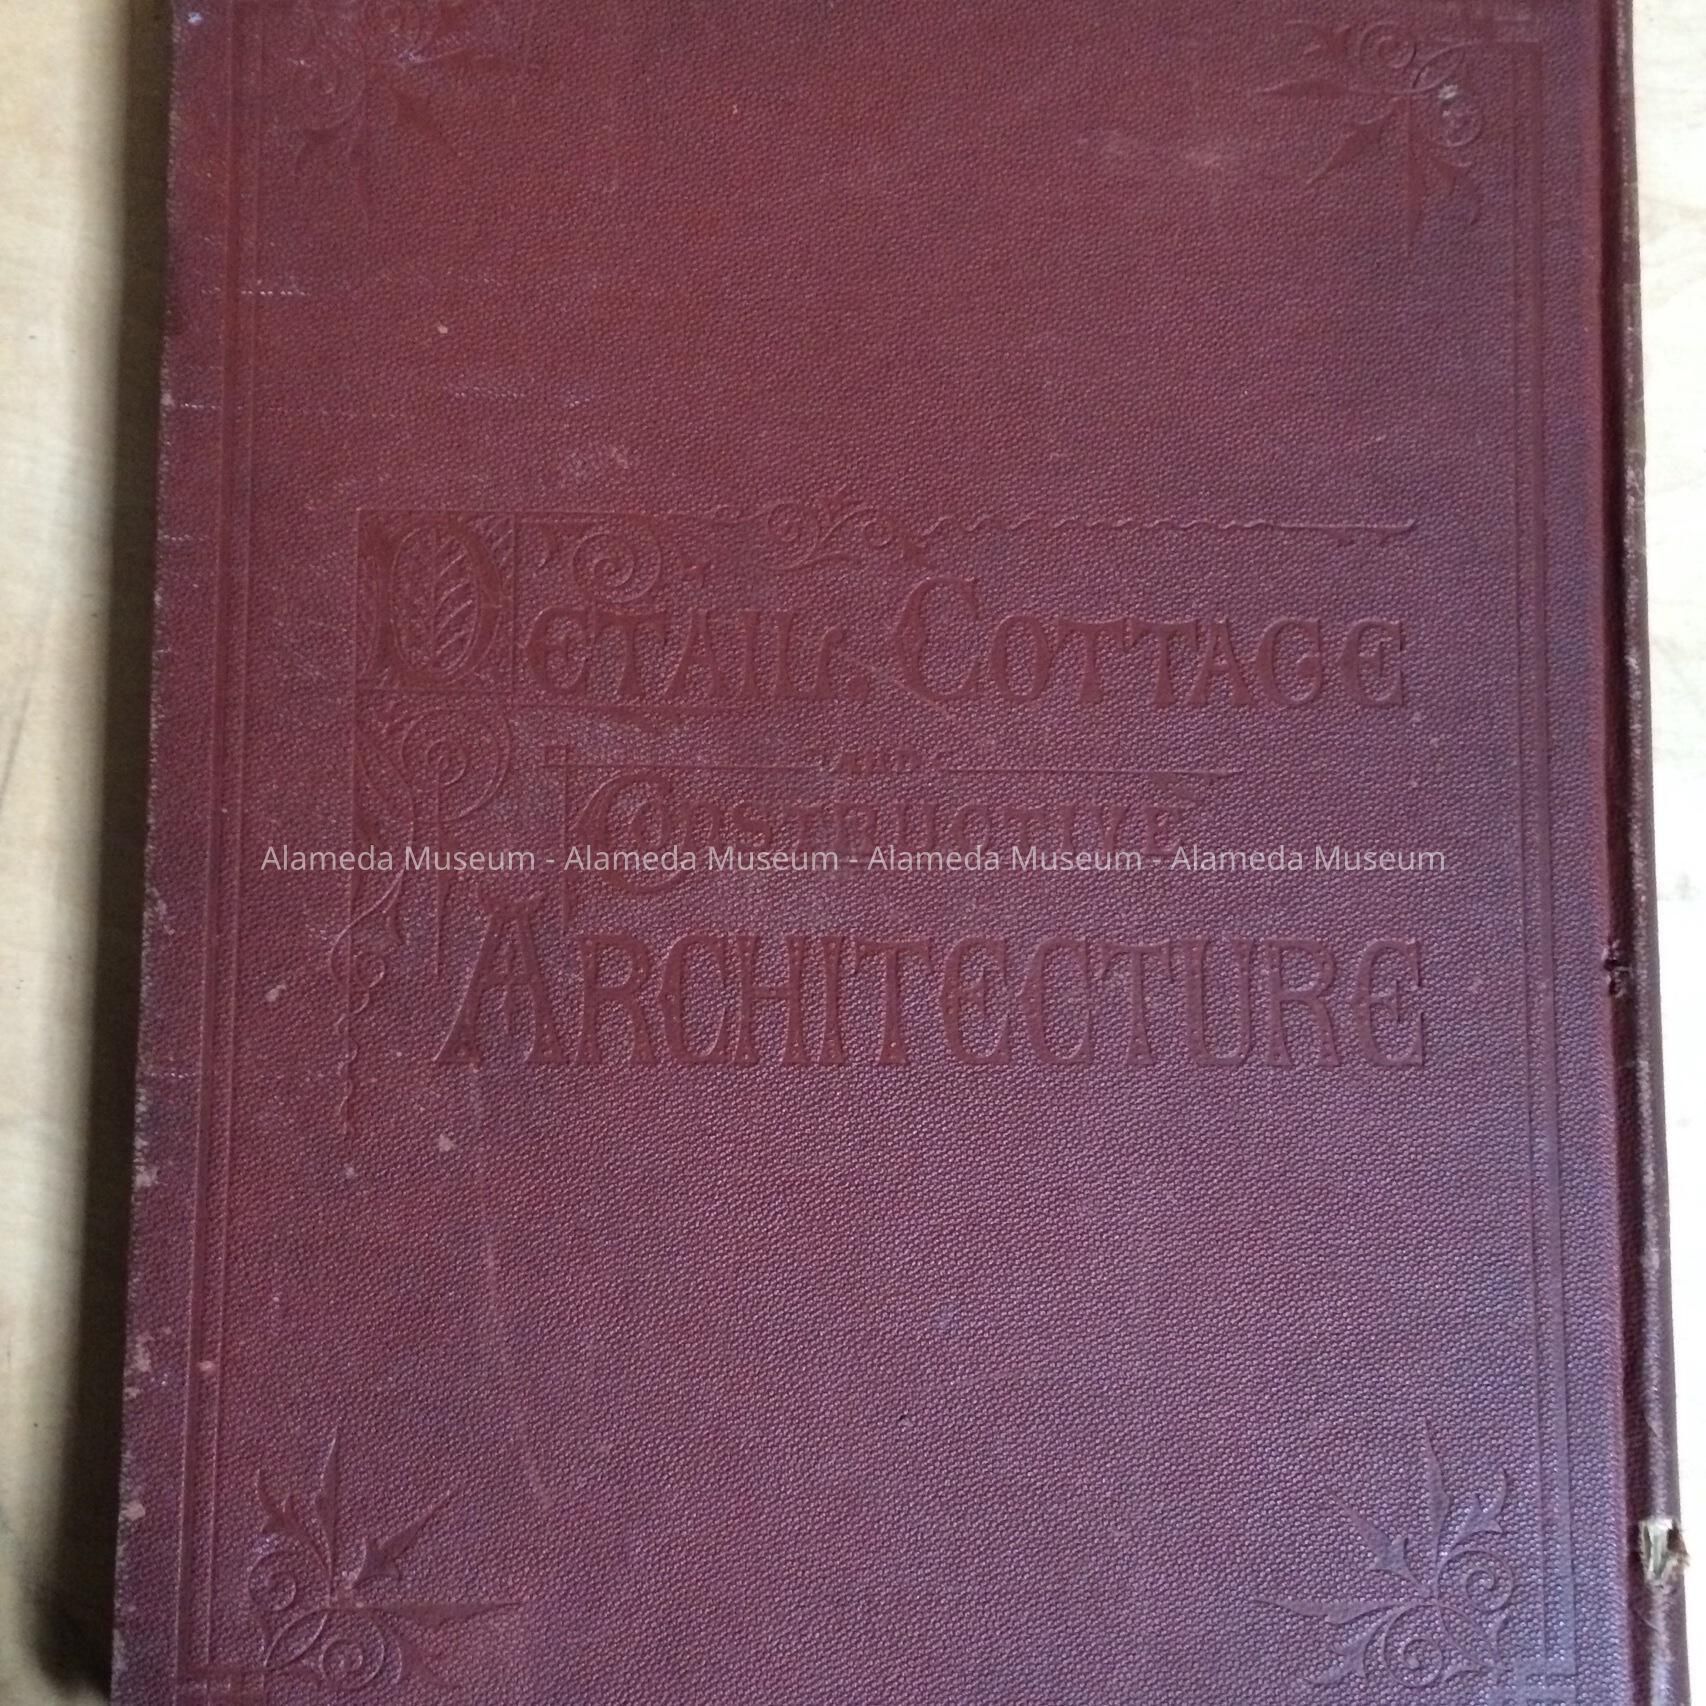 DETAIL, COTTAGE
AND
CONSTRUCTIVE
Alameda Museum - Alameda Museum - Alameda Museum - Alameda Museum
ARCHITECTURE